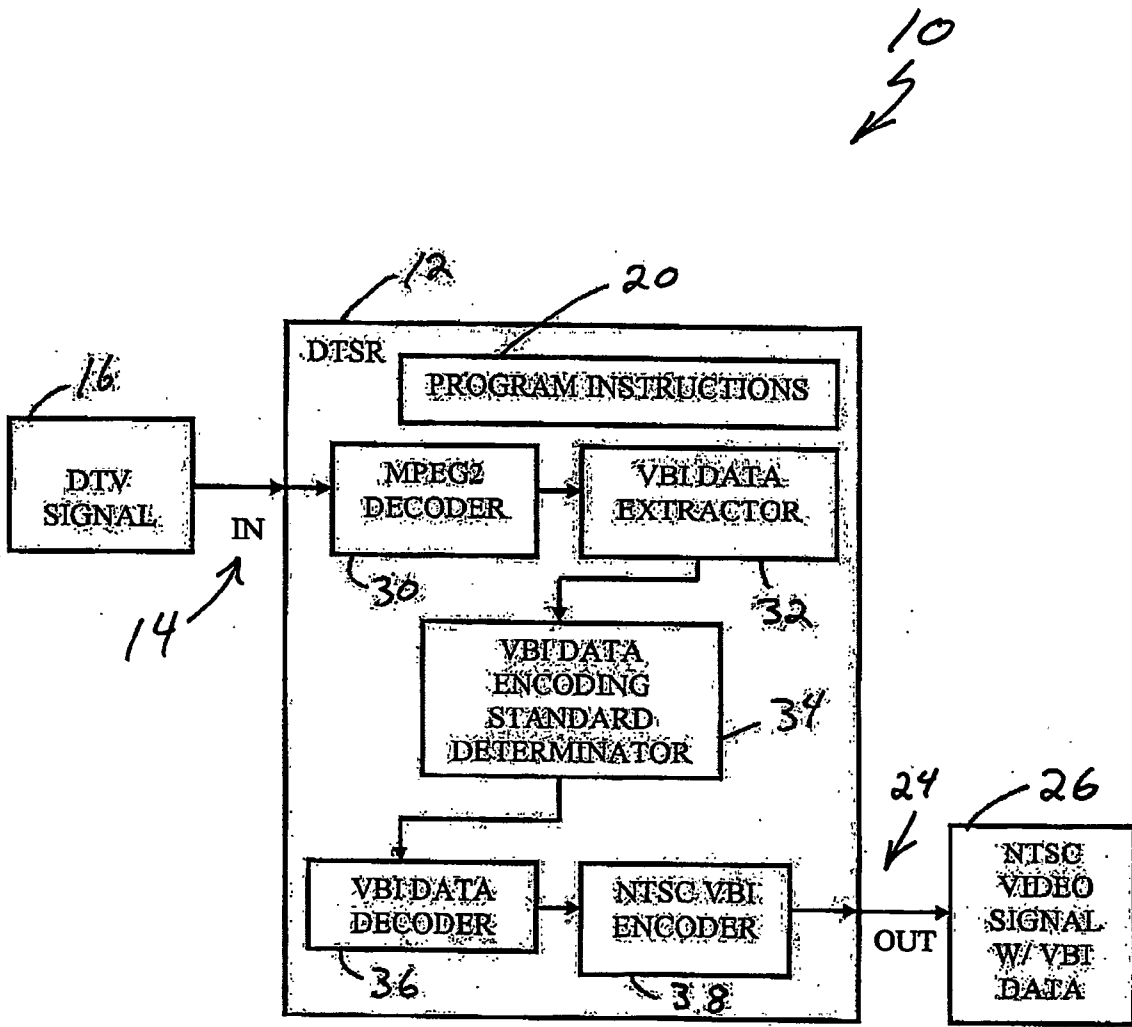 10
12
20
DTSR
PROGRAM INSTRUCTIONS
16
DTV
SIGNAL
IN
14
MPEG2
DECODER
30
VBI DATA
EXTRACTOR
32
VBI DATA
ENCODING
STANDARD
DETERMINATOR
34
VBI DATA
DECODER
36
NTSC VBI
ENCODER
38
24
OUT
26
NTSC
VIDEO
SIGNAL
W/ VBI
DATA